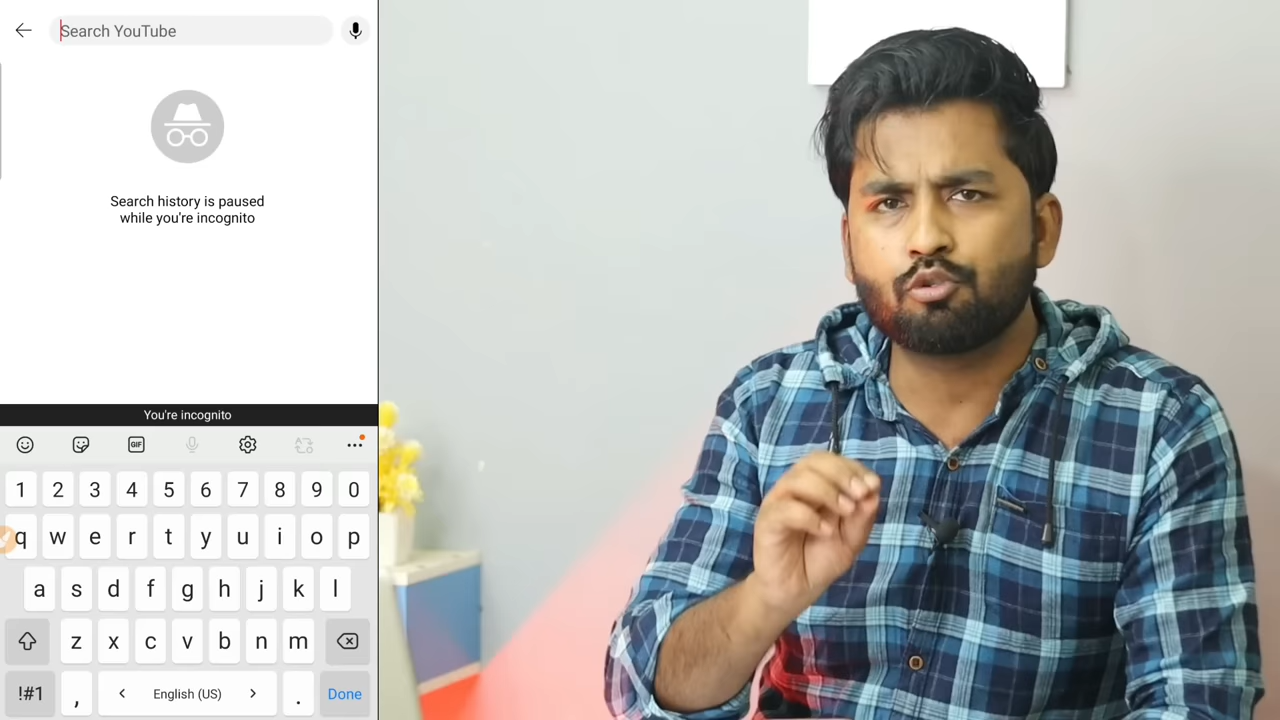 Search YouTube
Search history is paused
while you're incognito
You're incognito
GIF
1 2 3 4 5 6 7 8 9 0
q w e r t y u i o p
a s d f g h j k l
z x c v b n m
!#1 , English (US) . Done